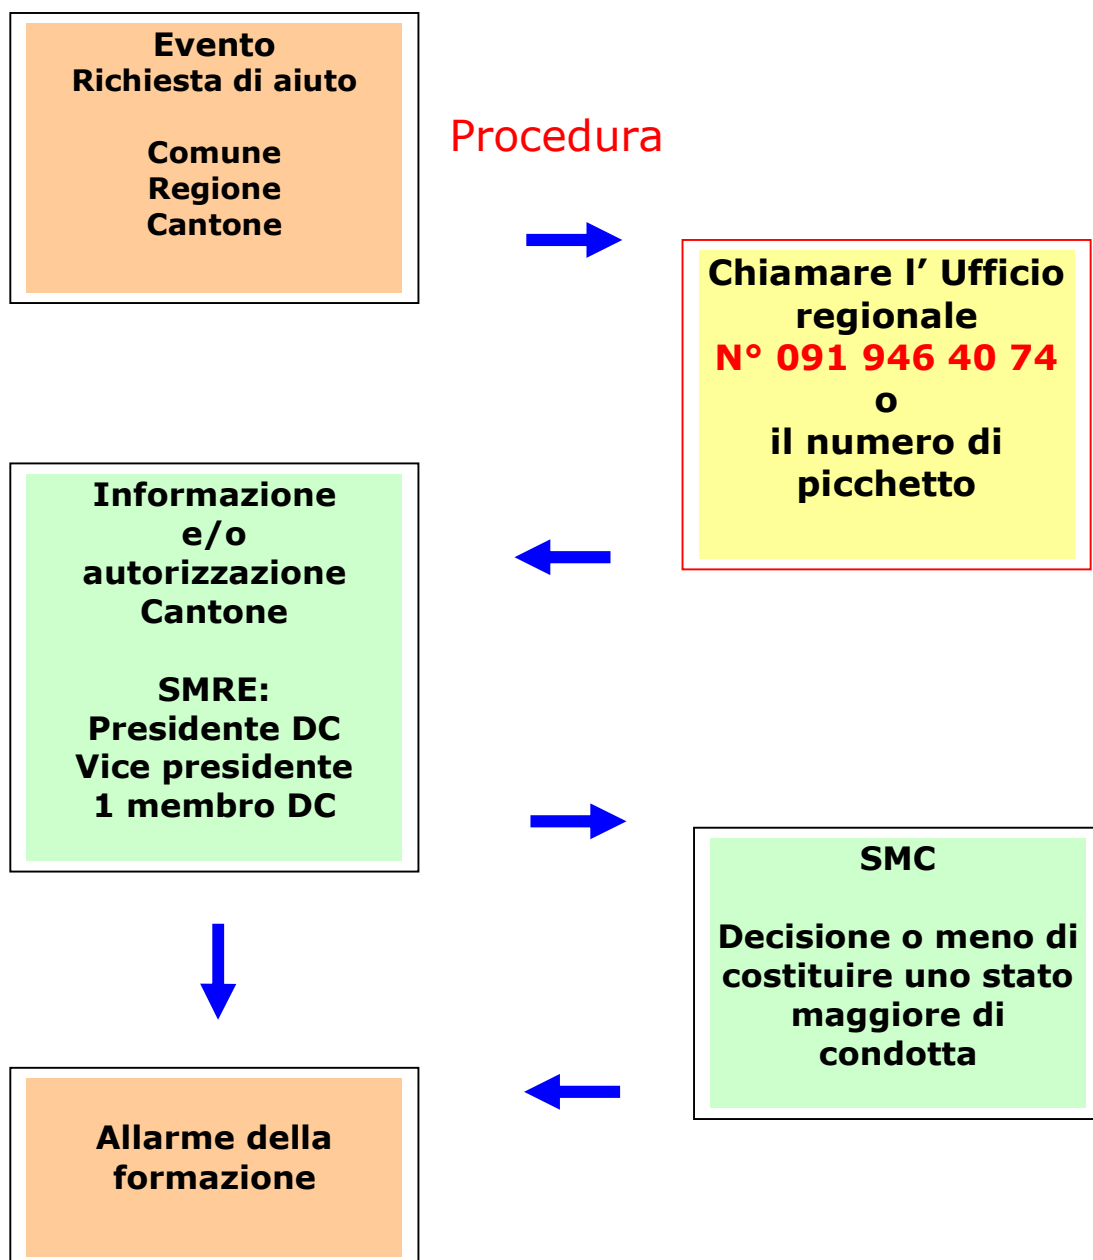 Evento
Richiesta di aiuto
Comune
Regione
Cantone
Procedura
Chiamare l’ Ufficio
regionale
N° 091 946 40 74
o
il numero di
picchetto
Informazione
e/o
autorizzazione
Cantone
SMRE:
Presidente DC
Vice presidente
1 membro DC
SMC
Decisione o meno di
costituire uno stato
maggiore di
condotta
Allarme della
formazione